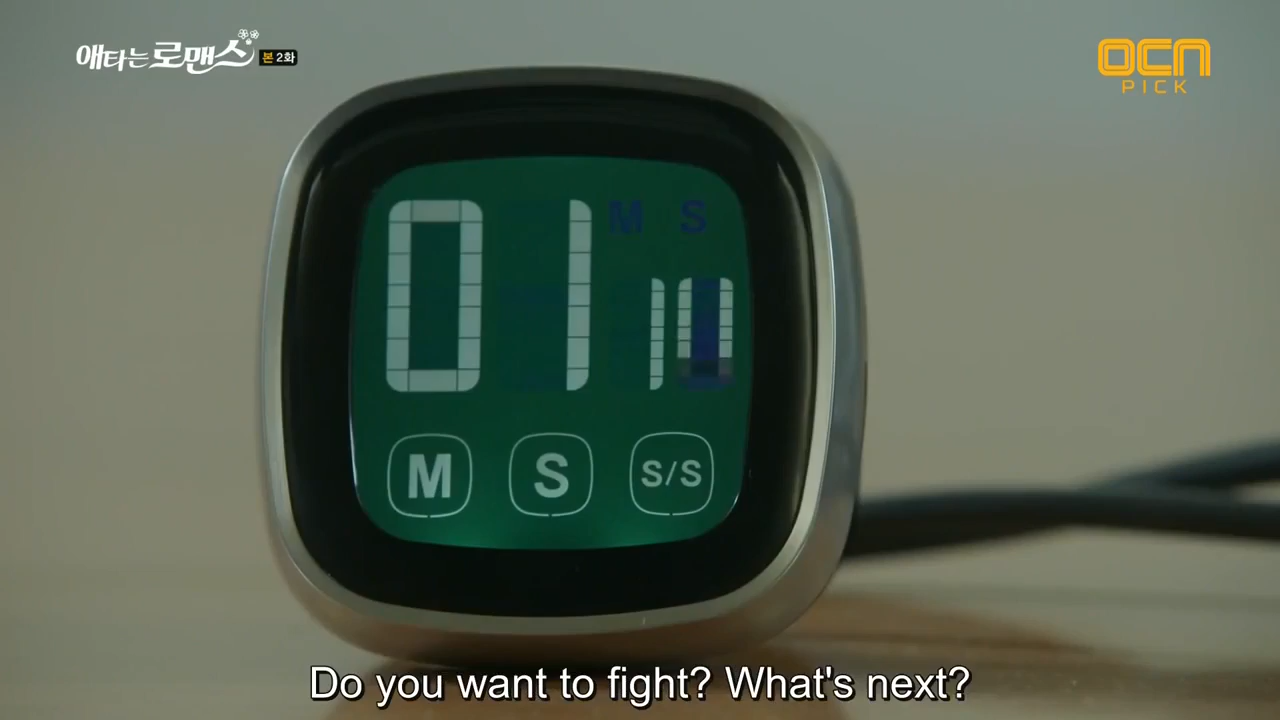 애타는 로맨스 본 2화
OCN
PICK
M S
01 10
M S S/S
Do you want to fight? What's next?